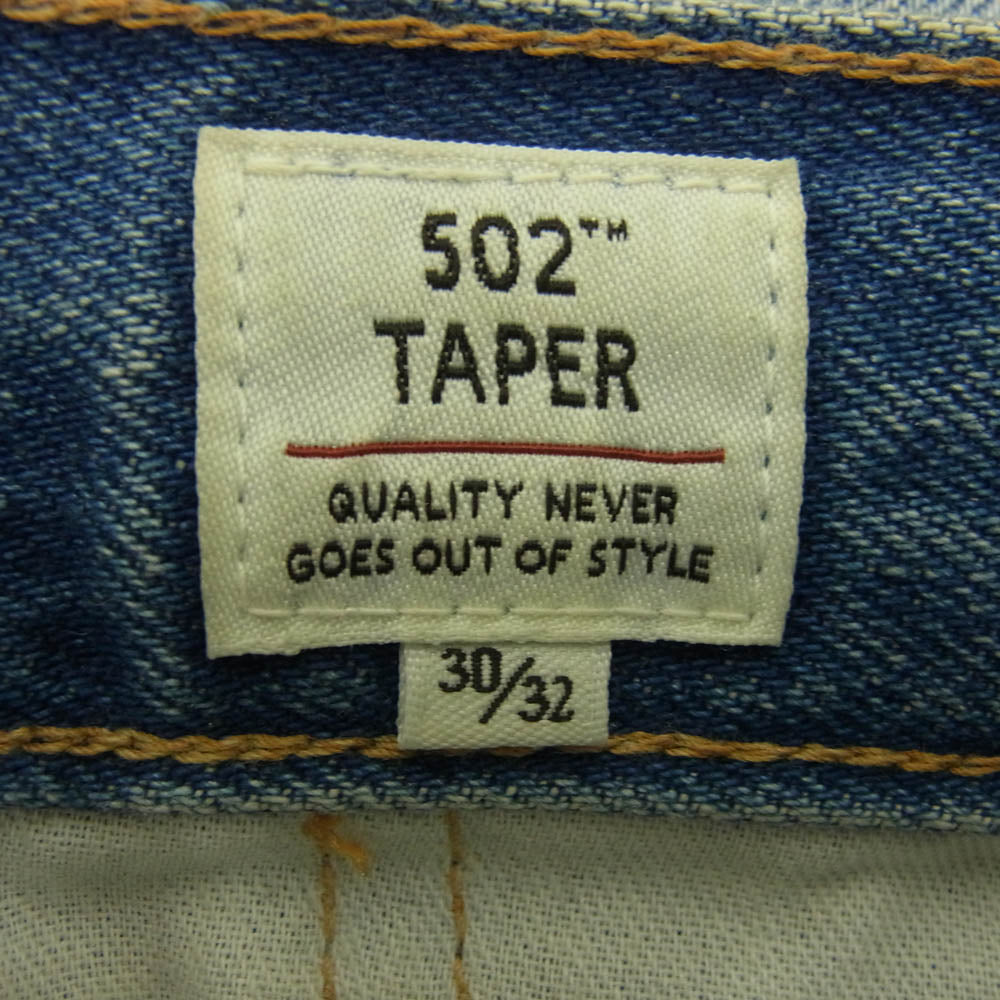 502™
TAPER
QUALITY NEVER
GOES OUT OF STYLE
30/32